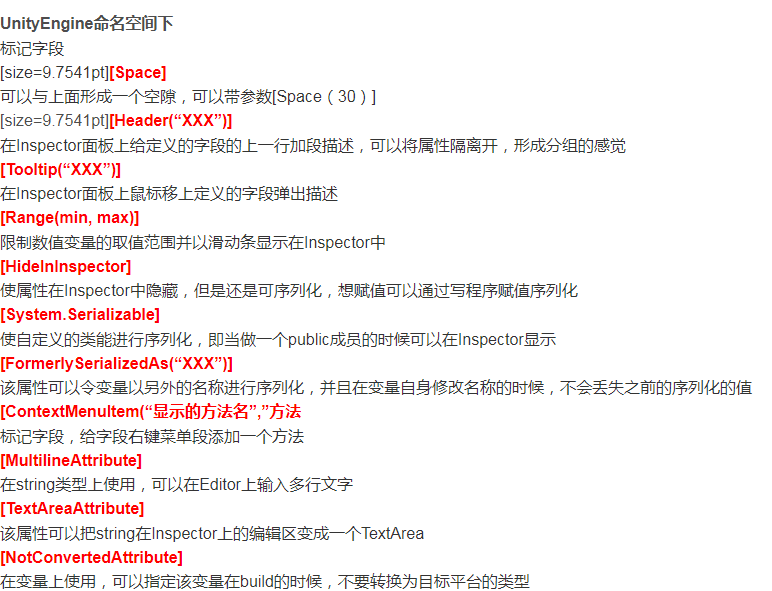 UnityEngine命名空间下
标记字段
[size=9.7541pt][Space]
可以与上面形成一个空隙，可以带参数[Space（30）]
[size=9.7541pt][Header(“XXX”)]
在Inspector面板上给定义的字段的上一行加段描述，可以将属性隔离开，形成分组的感觉
[Tooltip(“XXX”)]
在Inspector面板上鼠标移上定义的字段弹出描述
[Range(min, max)]
限制数值变量的取值范围并以滑动条显示在Inspector中
[HideInInspector]
使属性在Inspector中隐藏，但是还是可序列化，想赋值可以通过写程序赋值序列化
[System.Serializable]
使自定义的类能进行序列化，即当做一个public成员的时候可以在Inspector显示
[FormerlySerializedAs(“XXX”)]
该属性可以令变量以另外的名称进行序列化，并且在变量自身修改名称的时候，不会丢失之前的序列化的值
[ContextMenuItem(“显示的方法名”,”方法
标记字段，给字段右键菜单段添加一个方法
[MultilineAttribute]
在string类型上使用，可以在Editor上输入多行文字
[TextAreaAttribute]
该属性可以把string在Inspector上的编辑区变成一个TextArea
[NotConvertedAttribute]
在变量上使用，可以指定该变量在build的时候，不要转换为目标平台的类型